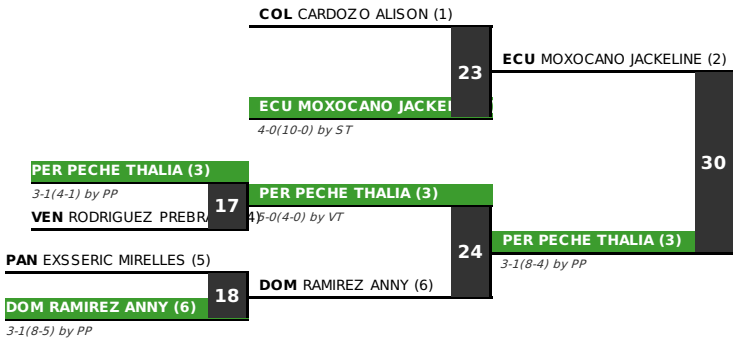 COL CARDOZO ALISON (1)
23
ECU MOXOCANO JACKELINE (2)
ECU
4-0(10-0) by ST
PER PECHE THALIA (3)
3-1(4-1) by PP
17
VEN RODRIGUEZ 4)
PER PECHE THALIA (3)
5-0(4-0) by VT
30
PAN EXSSERIC MIRELLES (5)
24
PER PECHE THALIA (3)
3-1(8-4) by PP
DOM RAMIREZ ANNY (6)
18
DOM RAMIREZ ANNY (6)
3-1(8-5) by PP